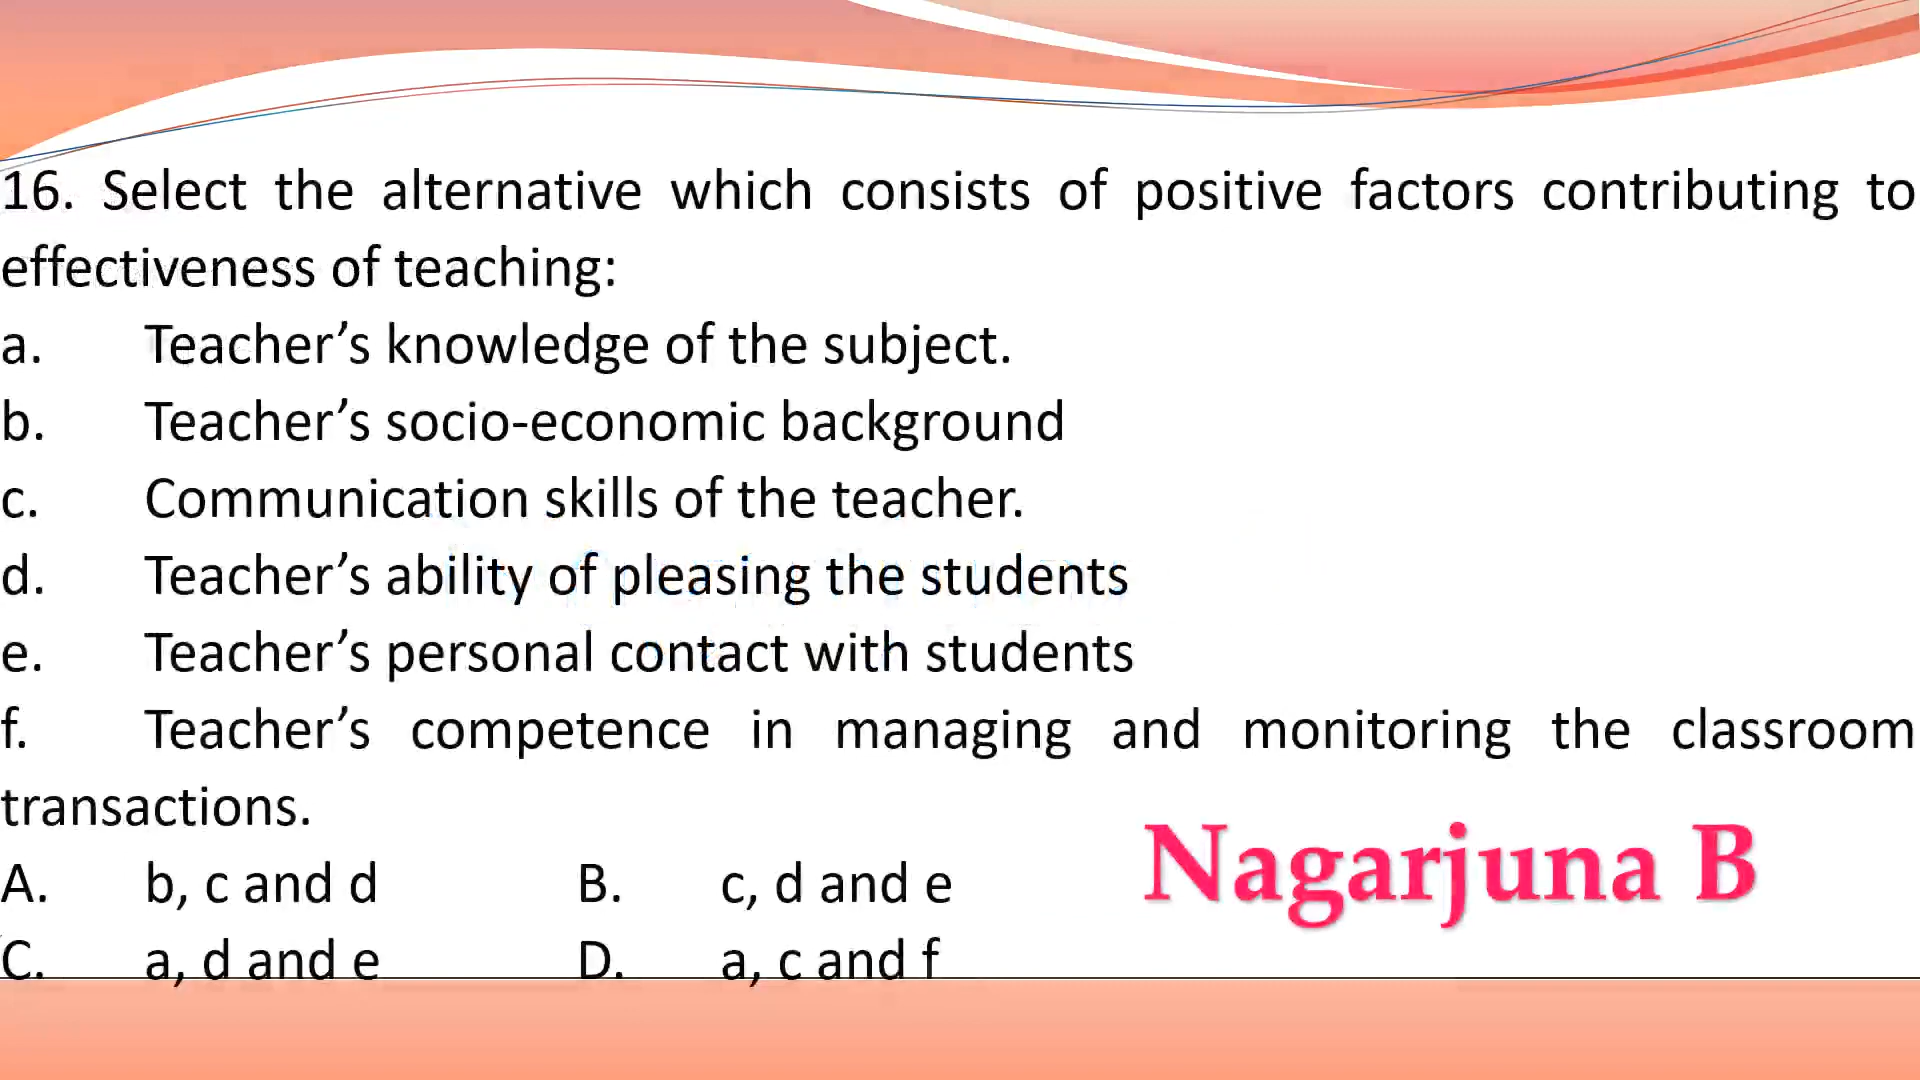 16. Select the alternative which consists of positive factors contributing to
effectiveness of teaching:
a. Teacher’s knowledge of the subject.
b. Teacher’s socio-economic background
c. Communication skills of the teacher.
d. Teacher’s ability of pleasing the students
e. Teacher’s personal contact with students
f. Teacher’s competence in managing and monitoring the classroom
transactions.
A. b, c and d B. c, d and e
C. a, d and e D. a, c and f
Nagarjuna B